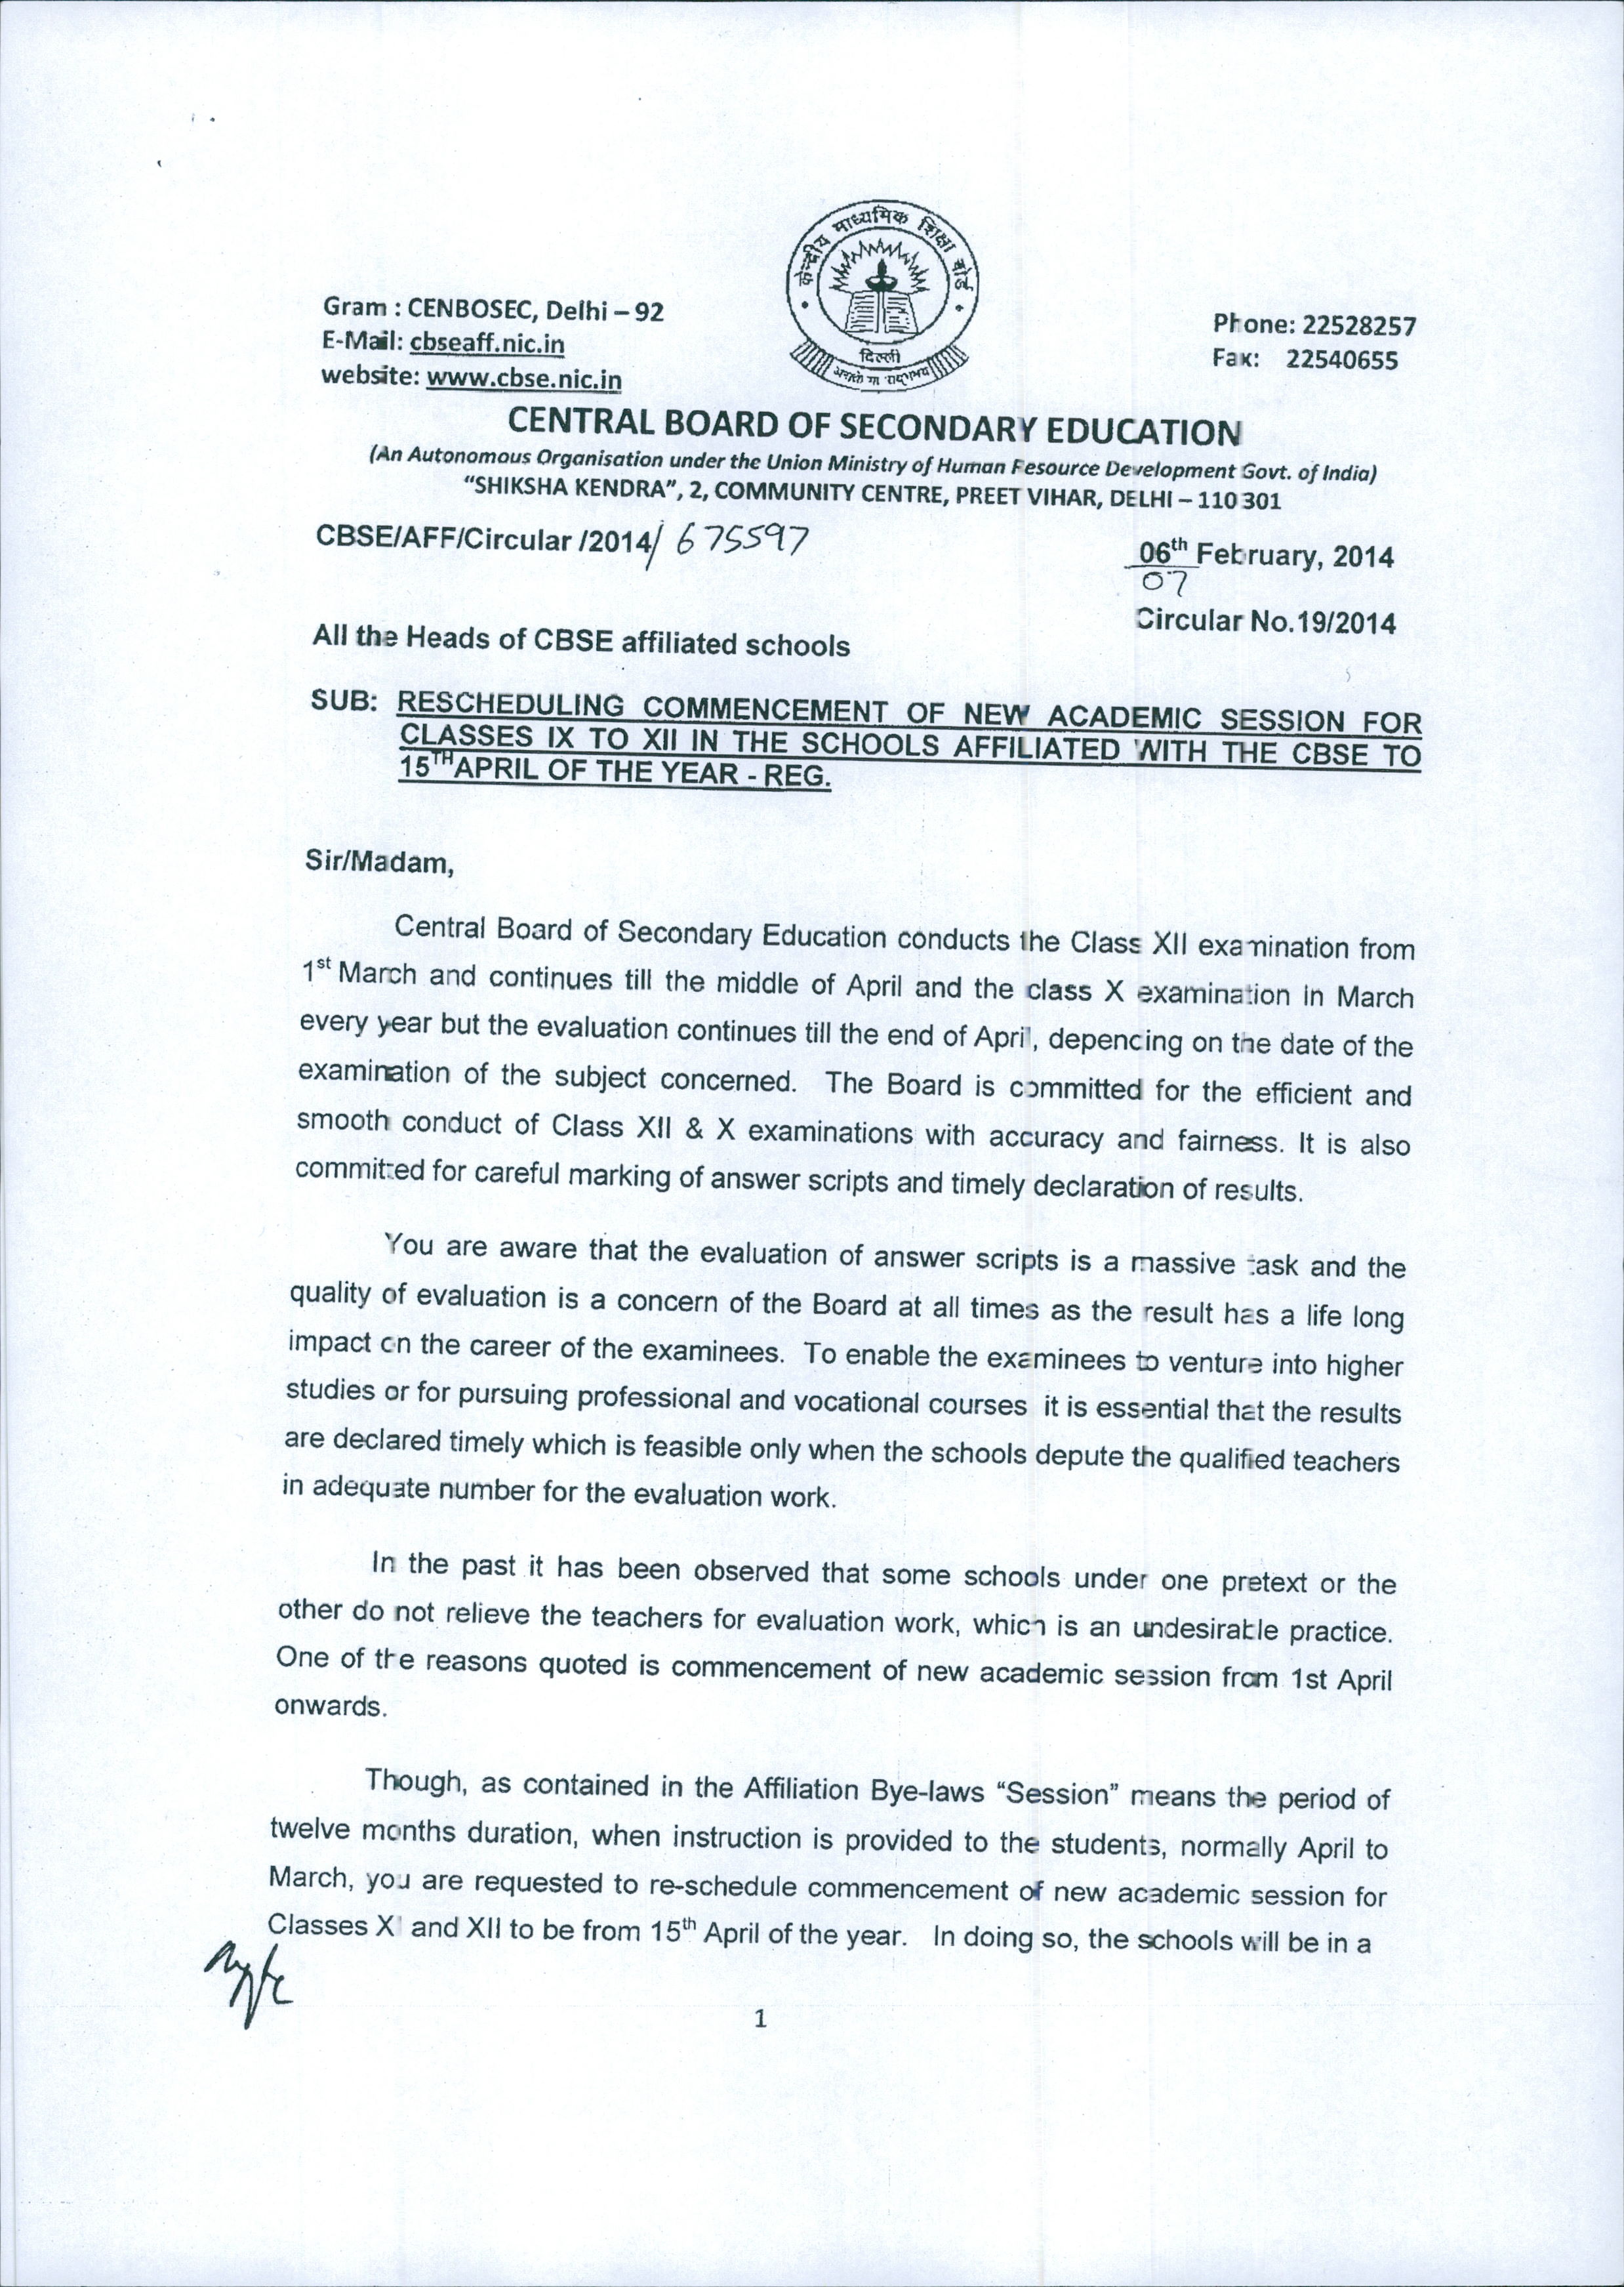 केन्द्रीय माध्यमिक शिक्षा बोर्ड
दिल्ली
Gram : CENBOSEC, Delhi – 92
E-Mail: cbseaff.nic.in
website: www.cbse.nic.in
Phone: 22528257
Fax: 22540655
CENTRAL BOARD OF SECONDARY EDUCATION
(An Autonomous Organisation under the Union Ministry of Human Resource Development Govt. of India)
“SHIKSHA KENDRA”, 2, COMMUNITY CENTRE, PREET VIHAR, DELHI – 110 301
CBSE/AFF/Circular /2014/ 675597
06th February, 2014
07
Circular No.19/2014
All the Heads of CBSE affiliated schools
SUB: RESCHEDULING COMMENCEMENT OF NEW ACADEMIC SESSION FOR
CLASSES IX TO XII IN THE SCHOOLS AFFILIATED WITH THE CBSE TO
15TH APRIL OF THE YEAR - REG.
Sir/Madam,
Central Board of Secondary Education conducts the Class XII examination from
1st March and continues till the middle of April and the class X examination in March
every year but the evaluation continues till the end of April, depending on the date of the
examination of the subject concerned. The Board is committed for the efficient and
smooth conduct of Class XII & X examinations with accuracy and fairness. It is also
committed for careful marking of answer scripts and timely declaration of results.
You are aware that the evaluation of answer scripts is a massive task and the
quality of evaluation is a concern of the Board at all times as the result has a life long
impact on the career of the examinees. To enable the examinees to venture into higher
studies or for pursuing professional and vocational courses it is essential that the results
are declared timely which is feasible only when the schools depute the qualified teachers
in adequate number for the evaluation work.
In the past it has been observed that some schools under one pretext or the
other do not relieve the teachers for evaluation work, which is an undesirable practice.
One of the reasons quoted is commencement of new academic session from 1st April
onwards.
Though, as contained in the Affiliation Bye-laws “Session” means the period of
twelve months duration, when instruction is provided to the students, normally April to
March, you are requested to re-schedule commencement of new academic session for
Classes X and XII to be from 15th April of the year. In doing so, the schools will be in a
1